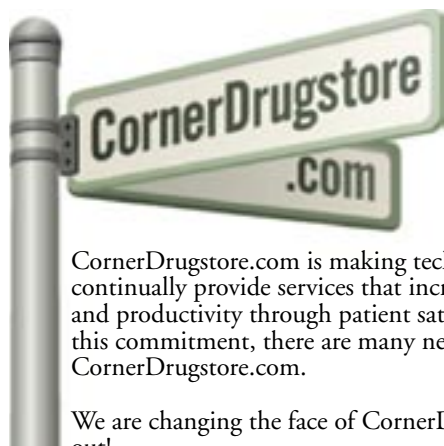 CornerDrugstore
.com
CornerDrugstore.com is making
continually provide services that
and productivity through patient
this commitment, there are many
CornerDrugstore.com.
We are changing the face of
out!